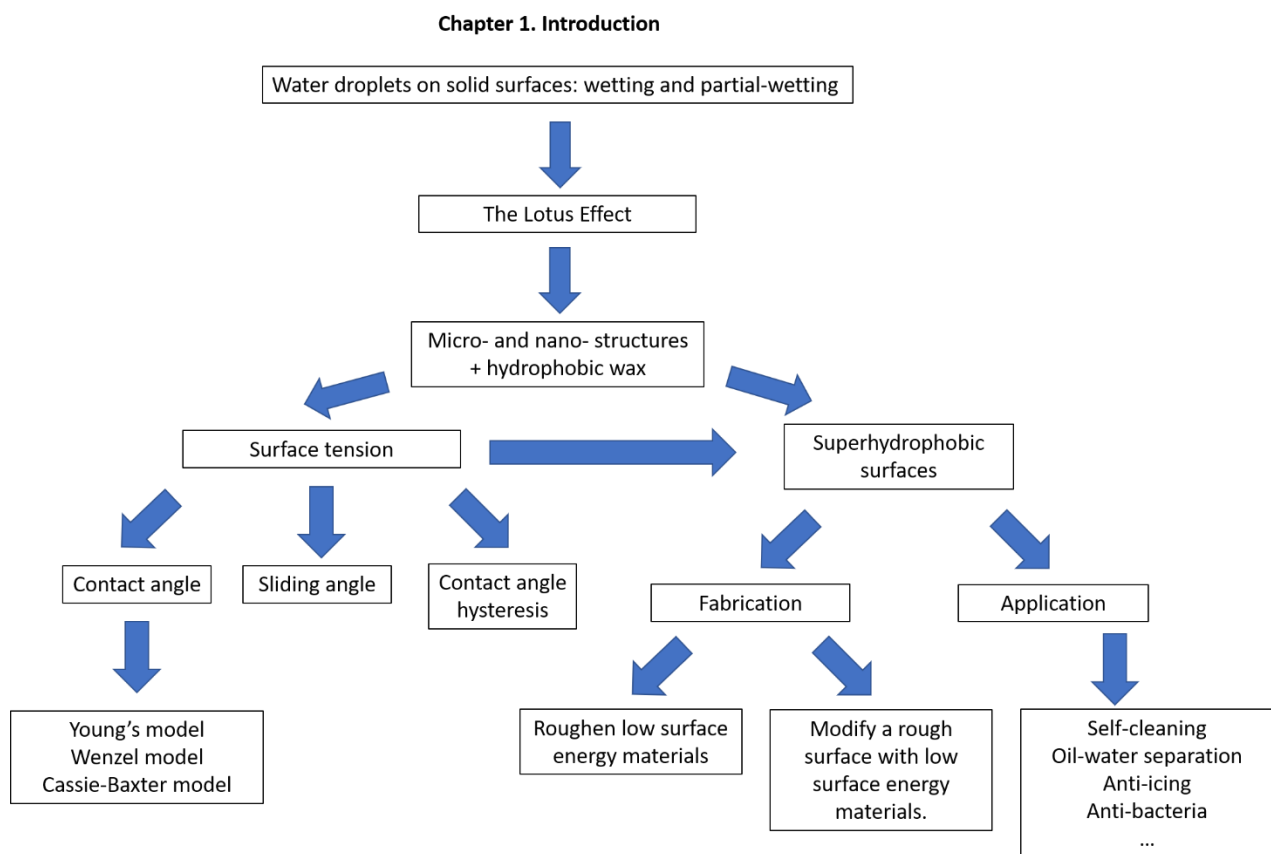 Chapter 1. Introduction
Water droplets on solid surfaces: wetting and partial-wetting
The Lotus Effect
Micro- and nano- structures
+ hydrophobic wax
Surface tension
Superhydrophobic
surfaces
Contact angle
Sliding angle
Contact angle
hysteresis
Fabrication
Application
Young’s model
Wenzel model
Cassie-Baxter model
Roughen low surface
energy materials
Modify a rough
surface with low
surface energy
materials.
Self-cleaning
Oil-water separation
Anti-icing
Anti-bacteria
...